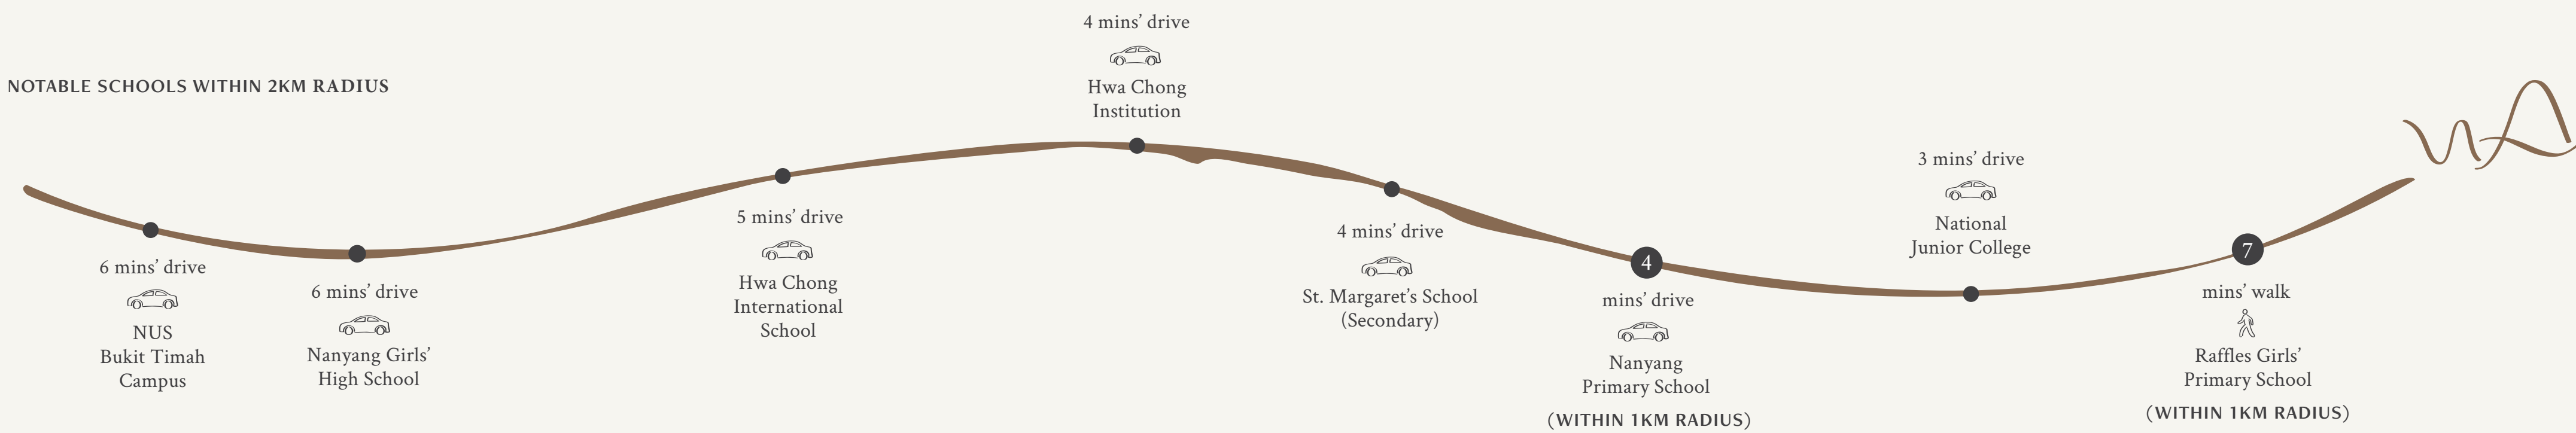 NOTABLE SCHOOLS WITHIN 2KM RADIUS
6 mins’ drive
NUS
Bukit Timah
Campus
6 mins’ drive
Nanyang Girls’
High School
5 mins’ drive
Hwa Chong
International
School
4 mins’ drive
Hwa Chong
Institution
4 mins’ drive
St. Margaret’s School
(Secondary)
4
mins’ drive
Nanyang
Primary School
(WITHIN 1KM RADIUS)
3 mins’ drive
National
Junior College
7
mins’ walk
Raffles Girls’
Primary School
(WITHIN 1KM RADIUS)